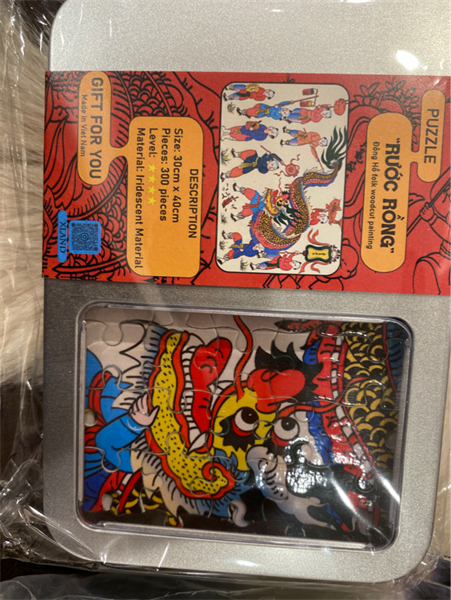 PUZZLE
"RƯỚC RỒNG"
Đông Hồ folk woodcut painting
DESCRIPTION
Size: 30cm x 40cm
Pieces: 300 pieces
Level:
Material: Iridescent Material
GIFT FOR YOU
Made in Viet Nam
XLAND